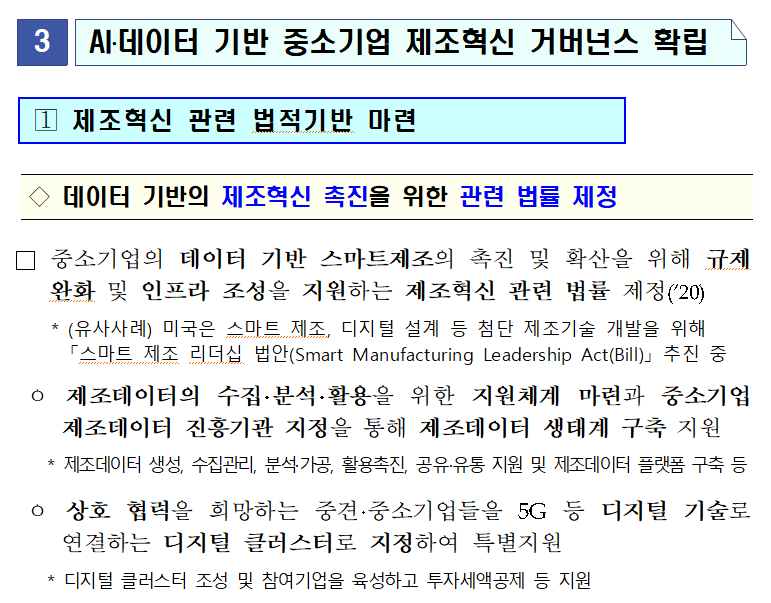 3 AI·데이터 기반 중소기업 제조혁신 거버넌스 확립
1 제조혁신 관련 법적기반 마련
◇ 데이터 기반의 제조혁신 촉진을 위한 관련 법률 제정
□ 중소기업의 데이터 기반 스마트제조의 촉진 및 확산을 위해 규제
완화 및 인프라 조성을 지원하는 제조혁신 관련 법률 제정('20)
* (유사사례) 미국은 스마트 제조, 디지털 설계 등 첨단 제조기술 개발을 위해
「스마트 제조 리더십 법안(Smart Manufacturing Leadership Act(Bill)」 추진 중
ㅇ 제조데이터의 수집·분석·활용을 위한 지원체계 마련과 중소기업
제조데이터 진흥기관 지정을 통해 제조데이터 생태계 구축 지원
* 제조데이터 생성, 수집관리, 분석·가공, 활용촉진, 공유·유통 지원 및 제조데이터 플랫폼 구축 등
ㅇ 상호 협력을 희망하는 중견·중소기업들을 5G 등 디지털 기술로
연결하는 디지털 클러스터로 지정하여 특별지원
* 디지털 클러스터 조성 및 참여기업을 육성하고 투자세액공제 등 지원